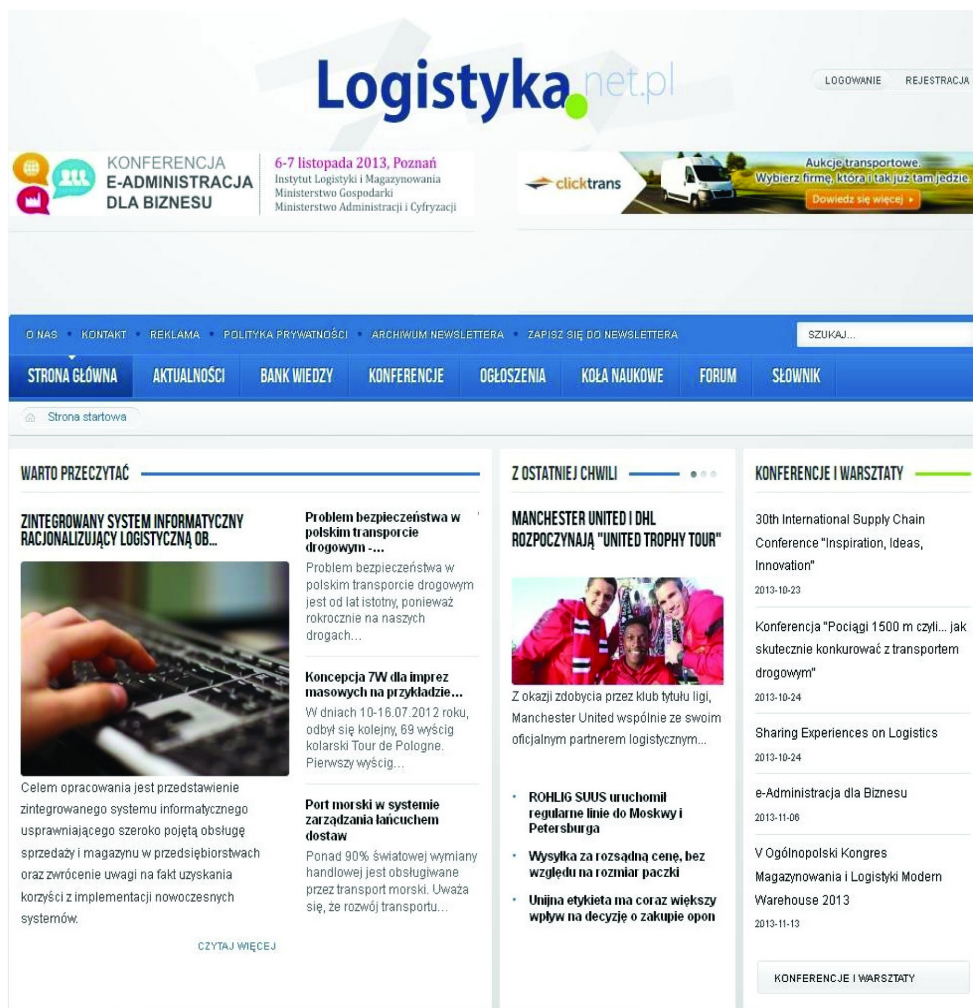 Logistyka.net.pl
LOGOWANIE REJESTRACJA
KONFERENCJA
E-ADMINISTRACJA
DLA BIZNESU
6-7 listopada 2013, Poznań
Instytut Logistyki i Magazynowania
Ministerstwo Gospodarki
Ministerstwo Administracji i Cyfryzacji
clicktrans
Aukcje transportowe.
Wybierz firmę, która i tak już tam jedzie.
Dowiedz się więcej
O NAS • KONTAKT • REKLAMA • POLITYKA PRYWATNOŚCI • ARCHIWUM NEWSLETTERA • ZAPISZ SIĘ DO NEWSLETTERA
SZUKAJ...
STRONA GŁÓWNA AKTUALNOŚCI BANK WIEDZY KONFERENCJE OGŁOSZENIA KOŁA NAUKOWE FORUM SŁOWNIK
Strona startowa
WARTO PRZECZYTAĆ
ZINTEGROWANY SYSTEM INFORMATYCZNY
RACJONALIZUJĄCY LOGISTYCZNĄ OB...
Celem opracowania jest przedstawienie
zintegrowanego systemu informatycznego
usprawniającego szeroko pojętą obsługę
sprzedaży i magazynu w przedsiębiorstwach
oraz zwrócenie uwagi na fakt uzyskania
korzyści z implementacji nowoczesnych
systemów.
CZYTAJ WIĘCEJ
Problem bezpieczeństwa w
polskim transporcie
drogowym -...
Problem bezpieczeństwa w
polskim transporcie drogowym
jest od lat istotny, ponieważ
rokrocznie na naszych
drogach...
Koncepcja 7W dla imprez
masowych na przykładzie...
W dniach 10-16.07.2012 roku,
odbył się kolejny, 69 wyścig
kolarski Tour de Pologne.
Pierwszy wyścig...
Port morski w systemie
zarządzania łańcuchem
dostaw
Ponad 90% światowej wymiany
handlowej jest obsługiwane
przez transport morski. Uważa
się, że rozwój transportu...
Z OSTATNIEJ CHWILI
MANCHESTER UNITED I DHL
ROZPOCZYNAJĄ "UNITED TROPHY TOUR"
Z okazji zdobycia przez klub tytułu ligi,
Manchester United wspólnie ze swoim
oficjalnym partnerem logistycznym...
• ROHLIG SUUS uruchomił
regularne linie do Moskwy i
Petersburga
• Wysyłka za rozsądną cenę, bez
względu na rozmiar paczki
• Unijna etykieta ma coraz większy
wpływ na decyzję o zakupie opon
KONFERENCJE I WARSZTATY
30th International Supply Chain
Conference "Inspiration, Ideas,
Innovation"
2013-10-23
Konferencja "Pociągi 1500 m czyli... jak
skutecznie konkurować z transportem
drogowym"
2013-10-24
Sharing Experiences on Logistics
2013-10-24
e-Administracja dla Biznesu
2013-11-06
V Ogólnopolski Kongres
Magazynowania i Logistyki Modern
Warehouse 2013
2013-11-13
KONFERENCJE I WARSZTATY